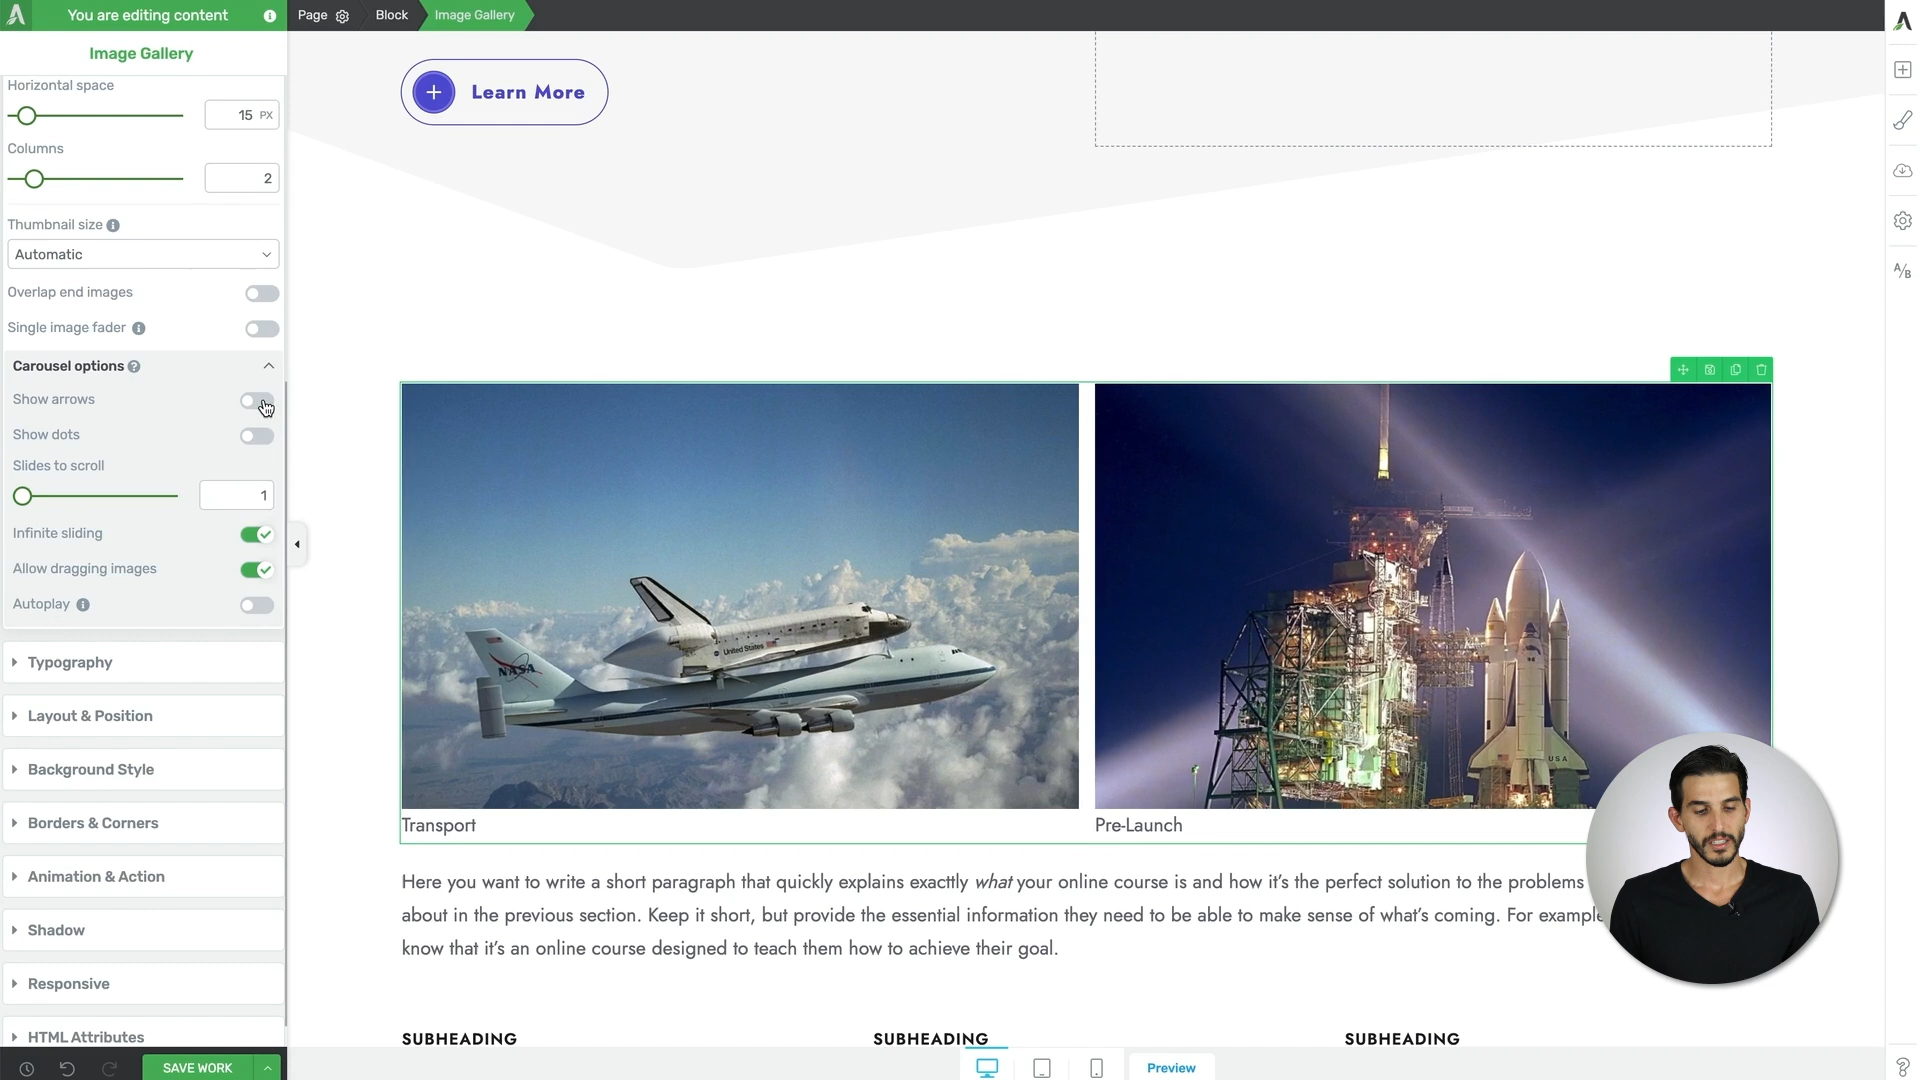 You are editing content
Page
Block
Image Gallery
Image Gallery
Horizontal space
15 PX
Columns
2
Thumbnail size
Automatic
Overlap end images
Single image fader
Carousel options
Show arrows
Show dots
Slides to scroll
1
Infinite sliding
Allow dragging images
Autoplay
Typography
Layout & Position
Background Style
Borders & Corners
Animation & Action
Shadow
Responsive
HTML Attributes
SAVE WORK
Learn More
NASA
United States
USA
Transport
Pre-Launch
Here you want to write a short paragraph that quickly explains exacttly what your online course is and how it's the perfect solution to the problems
about in the previous section. Keep it short, but provide the essential information they need to be able to make sense of what's coming. For example
know that it's an online course designed to teach them how to achieve their goal.
SUBHEADING
SUBHEADING
SUBHEADING
Preview
A/B